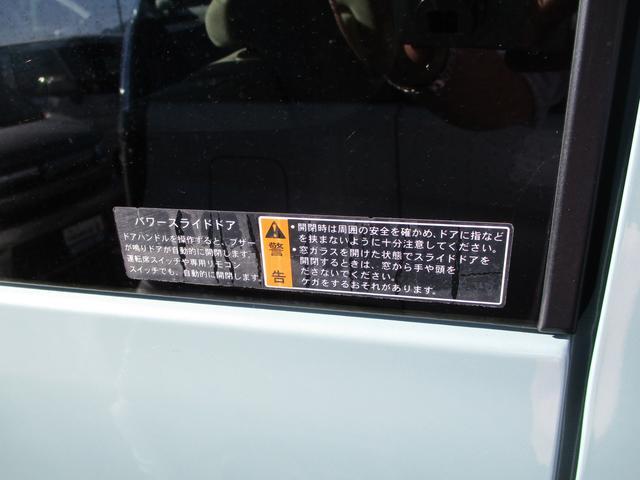 パワースライドドア
ドアハンドルを操作すると、ブザー
が鳴りドアが自動的に開閉します。
運転席スイッチや専用リモコン
スイッチでも、自動的に開閉します。
警告
・開閉時は周囲の安全を確かめ、ドアに指など
を挟まないように十分注意してください。
・窓ガラスを開けた状態でスライドドアを
開閉するときは、窓から手や頭を
ださないでください。
ケガをするおそれがあります。